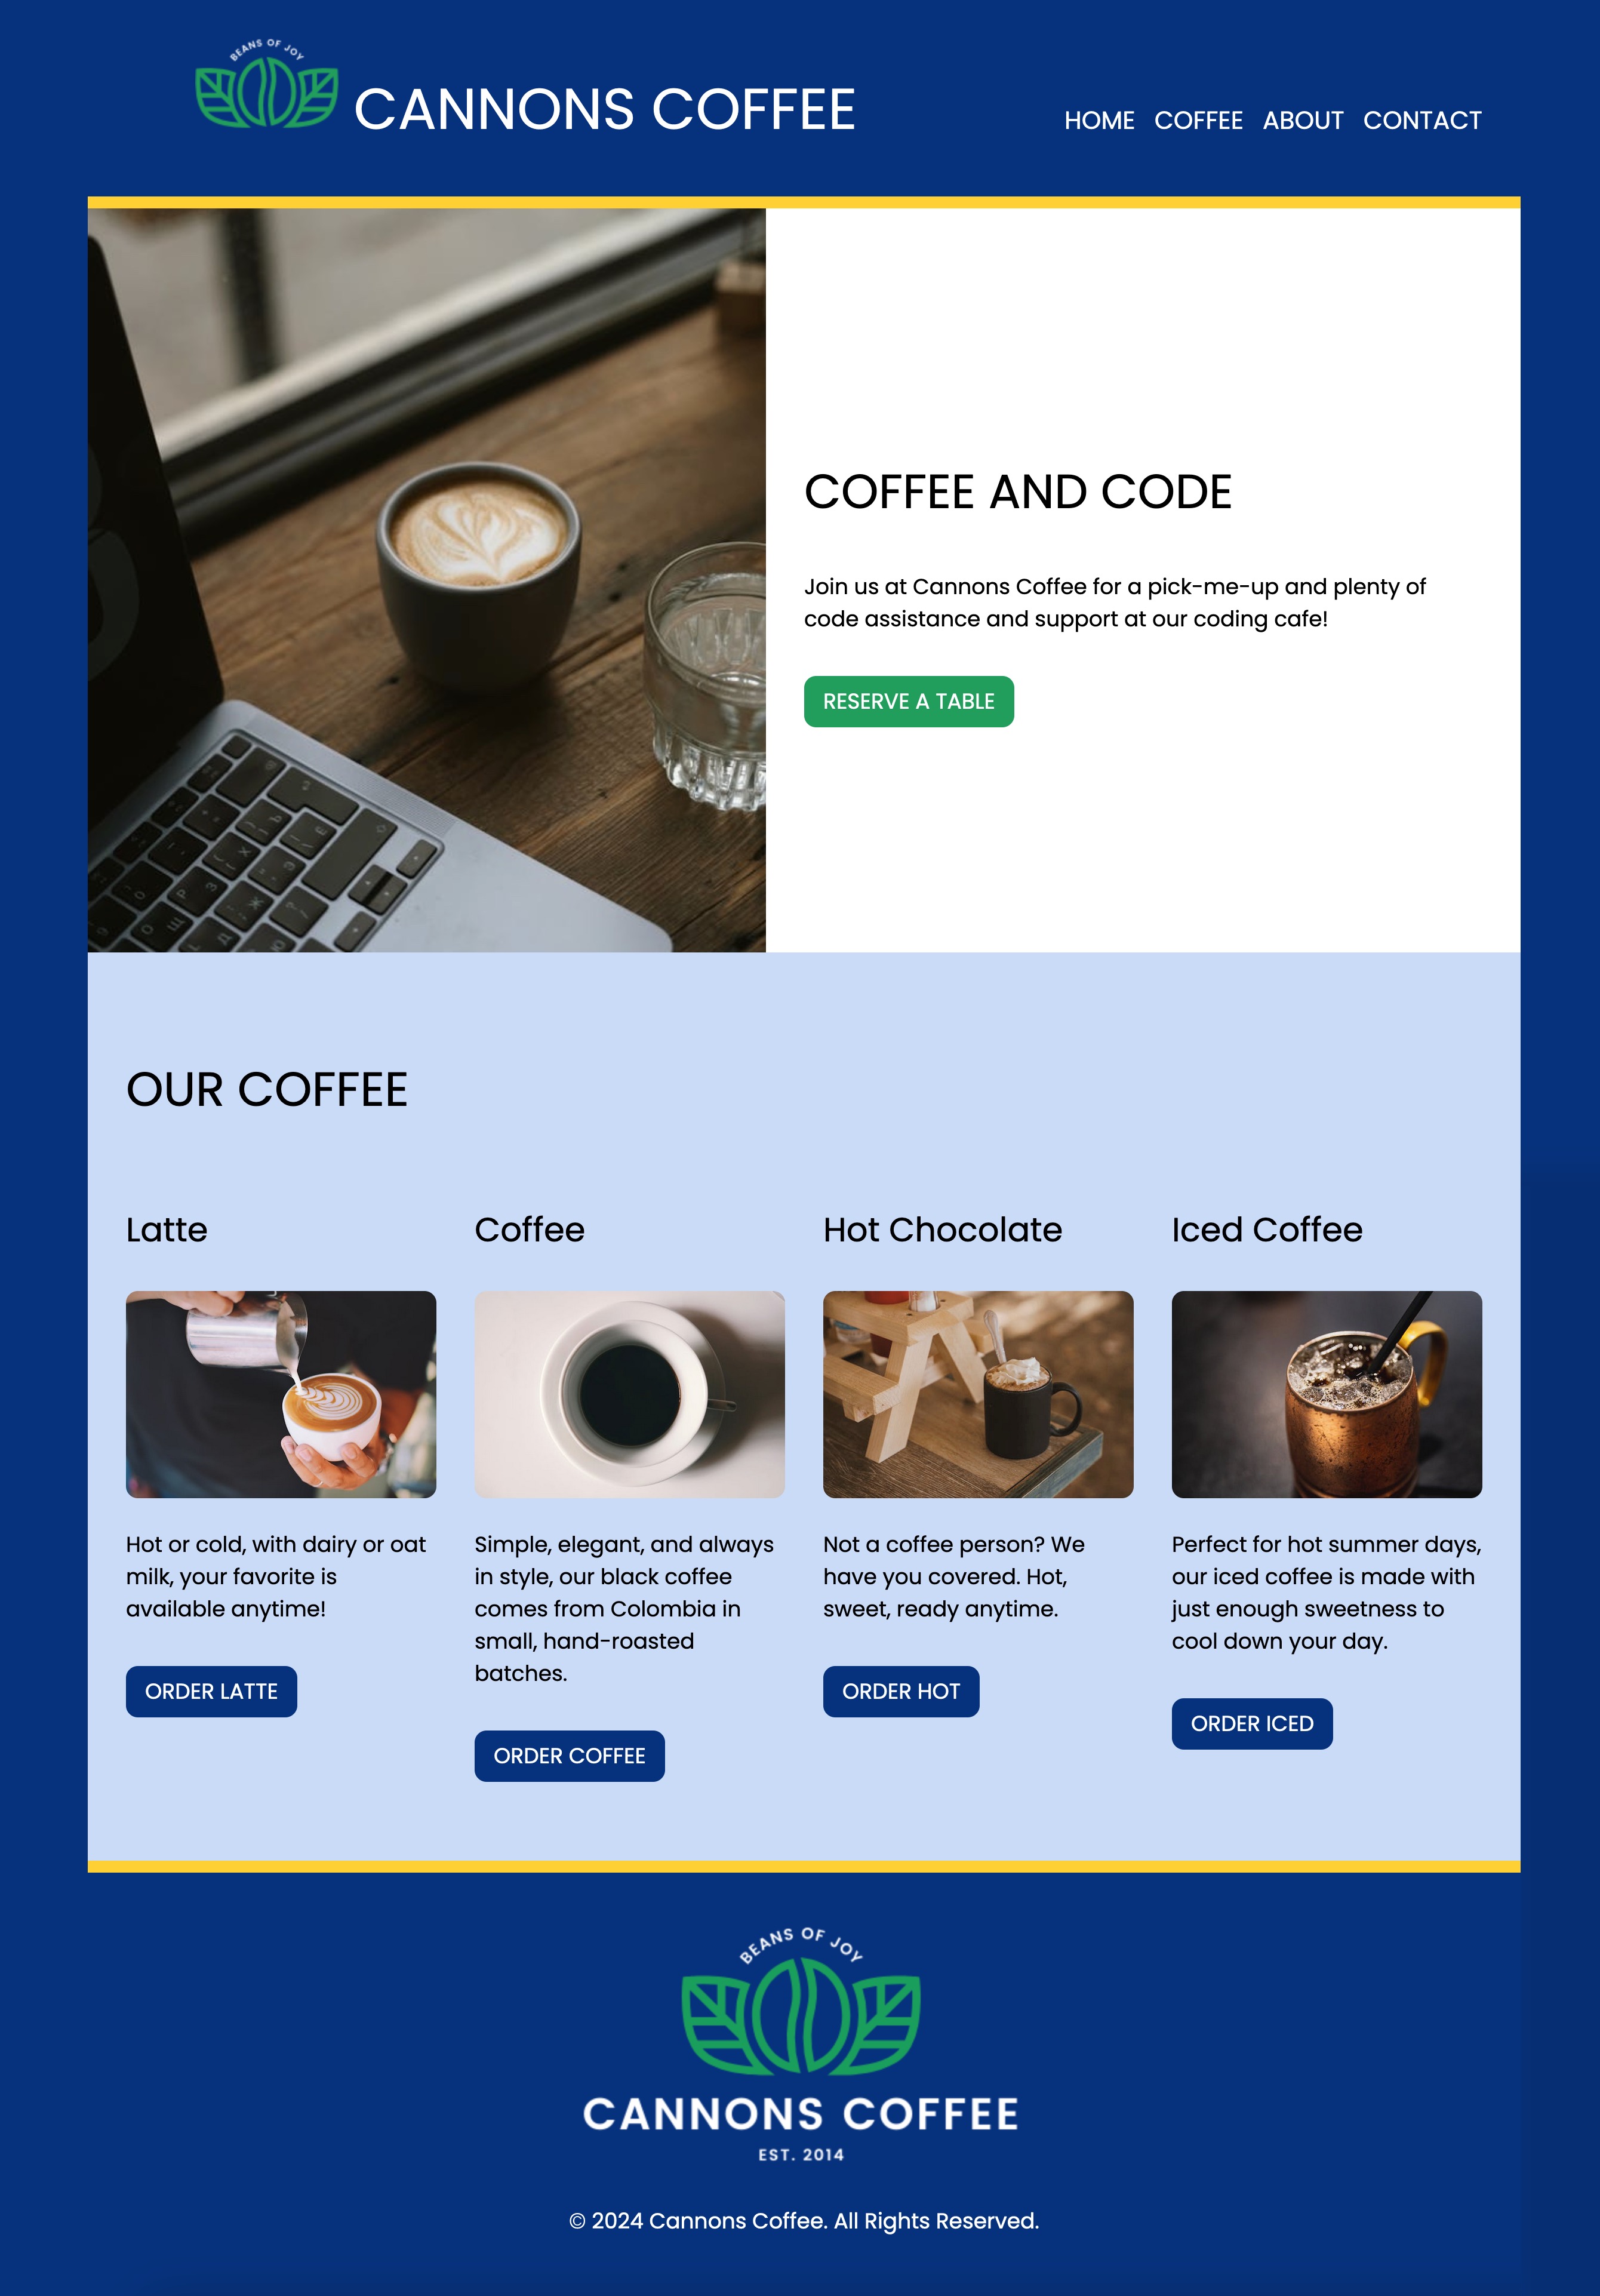 BEANS OF JOY
CANNONS COFFEE
HOME COFFEE ABOUT CONTACT
COFFEE AND CODE
Join us at Cannons Coffee for a pick-me-up and plenty of
code assistance and support at our coding cafe!
RESERVE A TABLE
OUR COFFEE
Latte
Hot or cold, with dairy or oat
milk, your favorite is
available anytime!
ORDER LATTE
Coffee
Simple, elegant, and always
in style, our black coffee
comes from Colombia in
small, hand-roasted
batches.
ORDER COFFEE
Hot Chocolate
Not a coffee person? We
have you covered. Hot,
sweet, ready anytime.
ORDER HOT
Iced Coffee
Perfect for hot summer days,
our iced coffee is made with
just enough sweetness to
cool down your day.
ORDER ICED
BEANS OF JOY
CANNONS COFFEE
EST. 2014
© 2024 Cannons Coffee. All Rights Reserved.